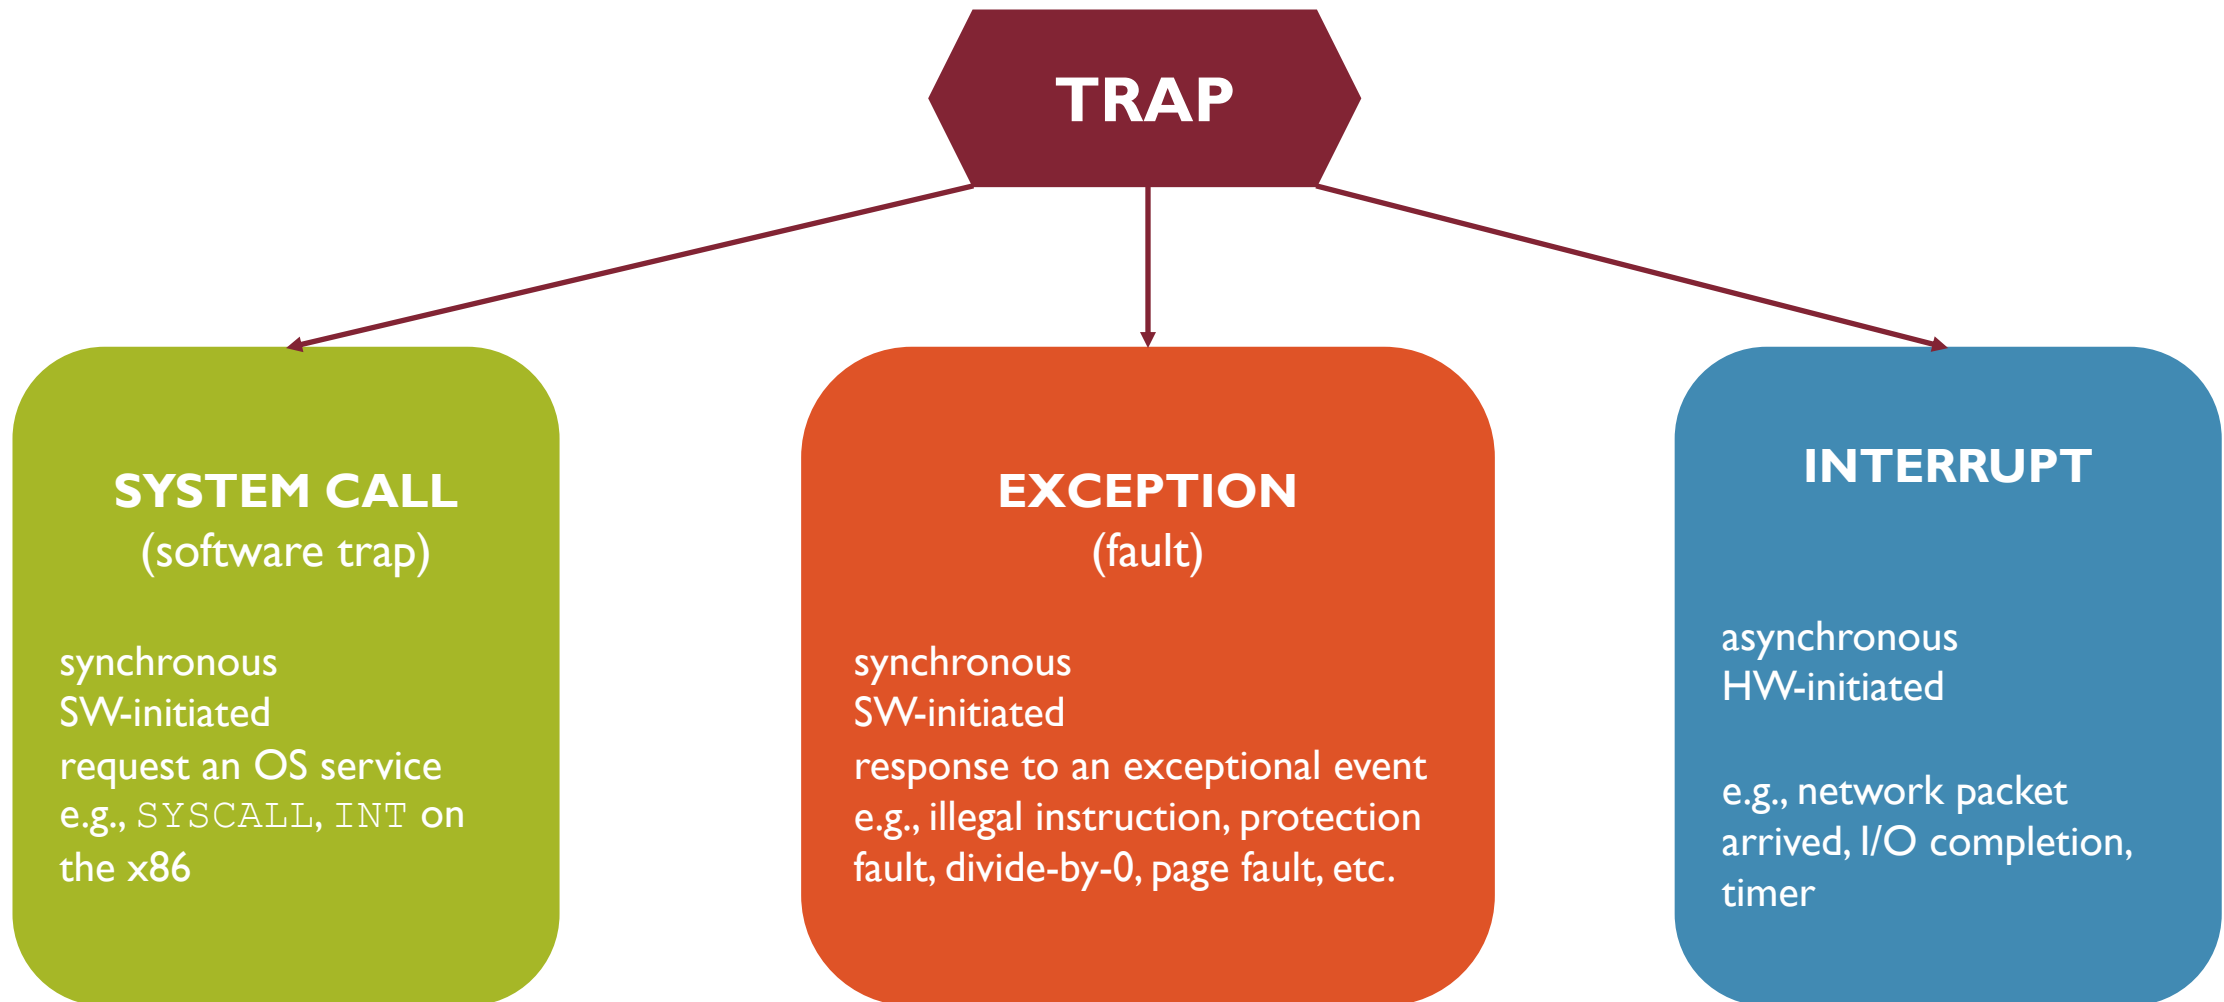 TRAP
SYSTEM CALL
(software trap)
synchronous
SW-initiated
request an OS service
e.g., SYSCALL, INT on
the x86
EXCEPTION
(fault)
synchronous
SW-initiated
response to an exceptional event
e.g., illegal instruction, protection
fault, divide-by-0, page fault, etc.
INTERRUPT
asynchronous
HW-initiated
e.g., network packet
arrived, I/O completion,
timer